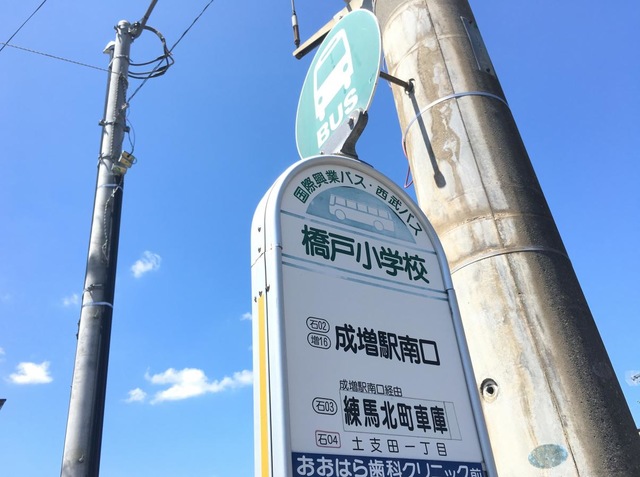 BUS
国際興業バス・西武バス
橋戸小学校
石02
増16
成増駅南口
成増駅南口経由
石03 練馬北町車庫
石04 土支田一丁目
おおはら歯科クリニック前